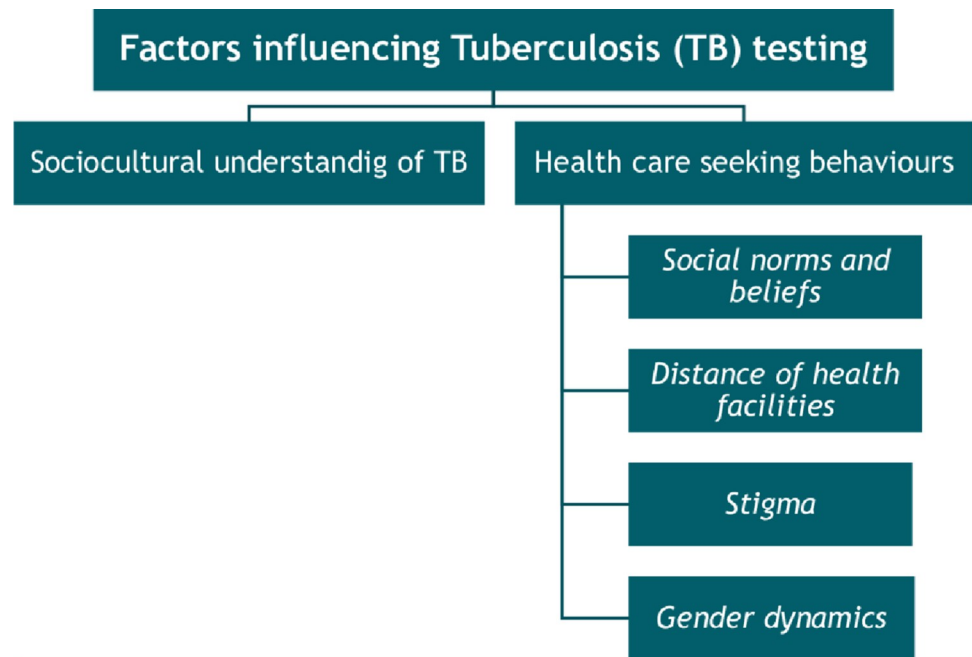 Factors influencing Tuberculosis (TB) testing
Sociocultural understandig of TB
Health care seeking behaviours
Social norms and
beliefs
Distance of health
facilities
Stigma
Gender dynamics